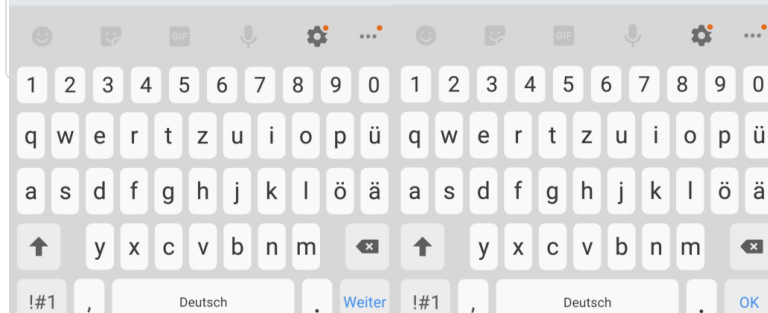 GIF GIF
1 2 3 4 5 6 7 8 9 0 1 2 3 4 5 6 7 8 9 0
q w e r t z u i o p ü q w e r t z u i o p ü
a s d f g h j k l ö ä a s d f g h j k l ö ä
y x c v b n m y x c v b n m
!#1 , Deutsch . Weiter !#1 , Deutsch . OK